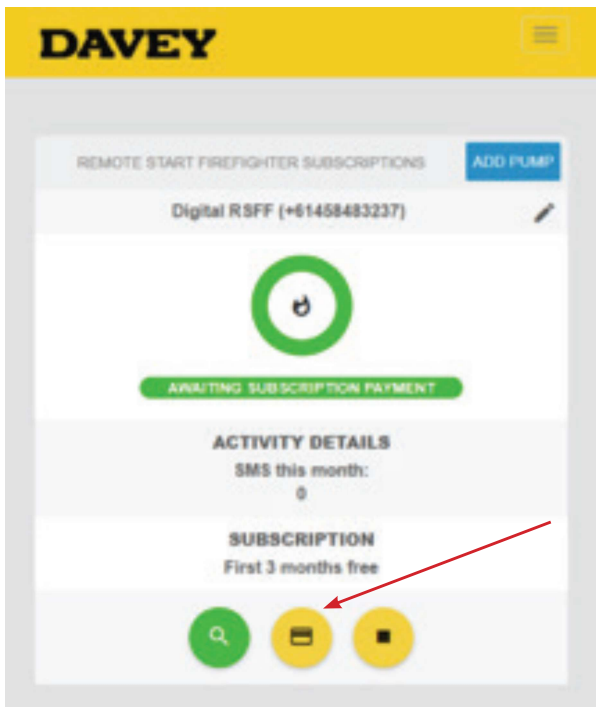 DAVEY
REMOTE START FIREFIGHTER SUBSCRIPTIONS
ADD PUMP
Digital RSFF (+61458483237)
AWAITING SUBSCRIPTION PAYMENT
ACTIVITY DETAILS
SMS this month:
0
SUBSCRIPTION
First 3 months free